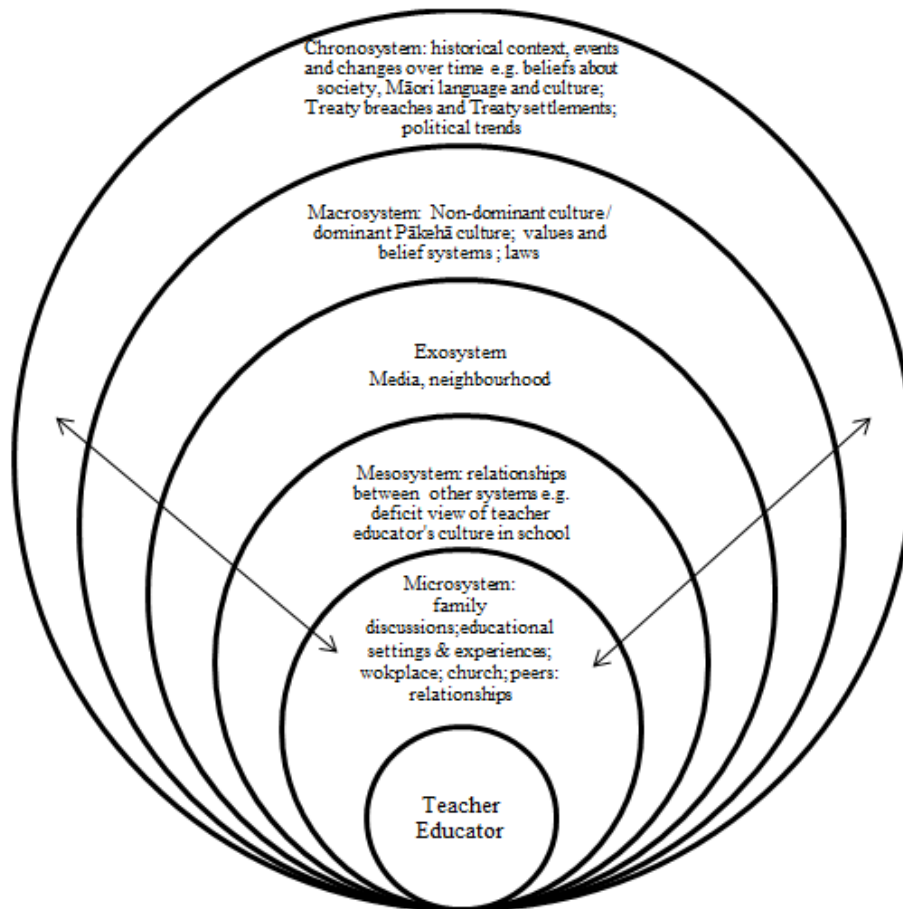 Chronosystem: historical context, events
and changes over time e.g. beliefs about
society, Māori language and culture;
Treaty breaches and Treaty settlements;
political trends
Macrosystem: Non-dominant culture/
dominant Pākehā culture; values and
belief systems ; laws
Exosystem
Media, neighbourhood
Mesosystem: relationships
between other systems e.g.
deficit view of teacher
educator's culture in school
Microsystem:
family
discussions;educational
settings & experiences;
wokplace; church; peers:
relationships
Teacher
Educator